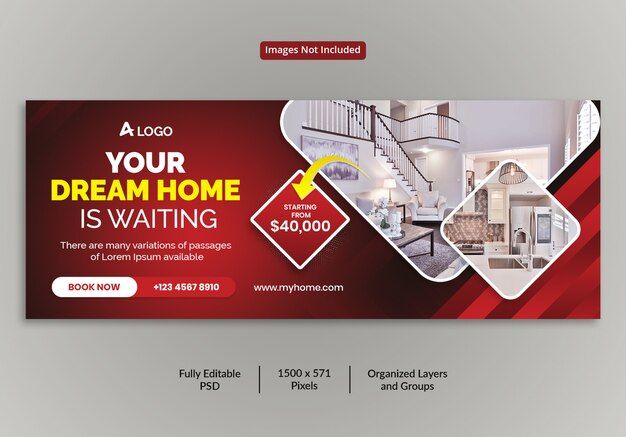 Images Not Included
A LOGO
YOUR
DREAM HOME
IS WAITING
There are many variations of passages
of Lorem Ipsum available
BOOK NOW
+123 4567 8910
STARTING
FROM
$40,000
www.myhome.com
Fully Editable
PSD
1500 x 571
Pixels
Organized Layers
and Groups